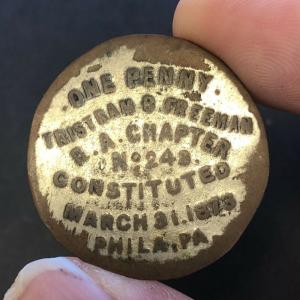 ONE PENNY.
TRISTRAM B. FREEMAN
R. A. CHAPTER
No 243.
CONSTITUTED
MARCH 31, 1873
PHILA, PA